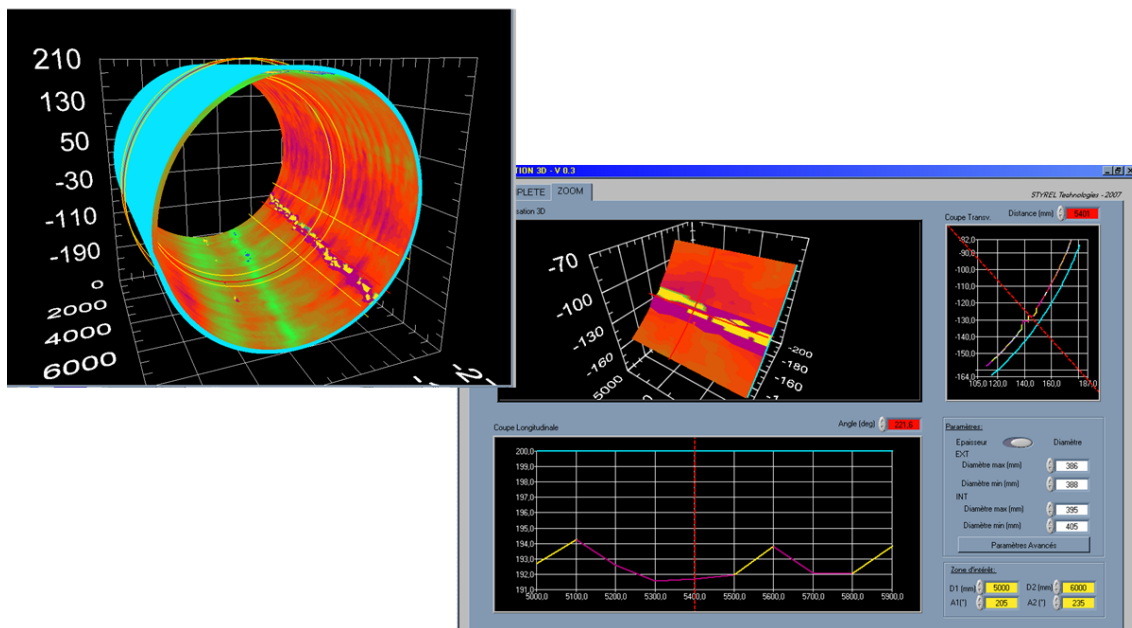 210
130
50
-30
-110
-190
0
2000
4000
6000
-2
TION 3D - V 0.3
PLETE
ZOOM
STYREL Technologies - 2007
sation 3D
-70
-100
-130
-160
5000
-200
-180
-160
Coupe Transv.
Distance (mm)
5401
-82,0
-90,0
-100,0
-110,0
-120,0
-130,0
-140,0
-150,0
-164,0
105,0
120,0
140,0
160,0
187,0
Coupe Longitudinale
Angle (deg)
221,6
200,0
199,0
198,0
197,0
196,0
195,0
194,0
193,0
192,0
191,0
5000,0
5100,0
5200,0
5300,0
5400,0
5500,0
5600,0
5700,0
5800,0
5900,0
Paramètres:
Epaisseur
Diamètre
EXT
Diamètre max (mm)
386
Diamètre min (mm)
388
INT
Diamètre max (mm)
395
Diamètre min (mm)
405
Paramètres Avancés
Zone d'intérêt:
D1 (mm)
5000
D2 (mm)
6000
A1(°)
205
A2 (°)
235